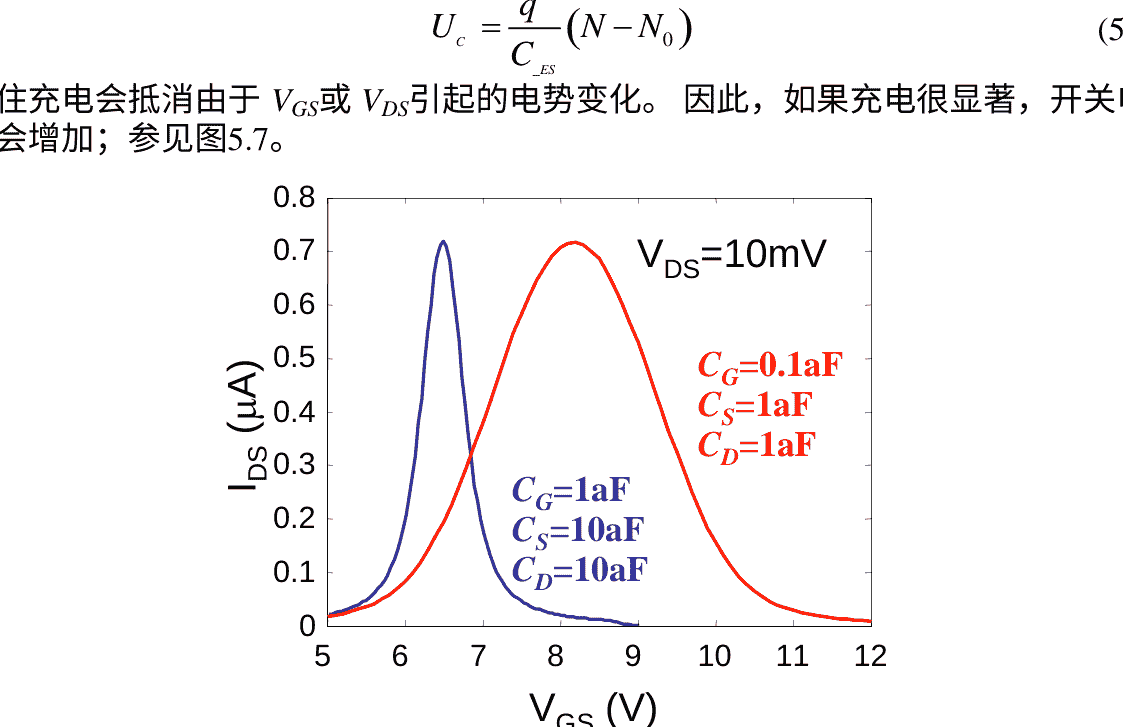 U_C = q/C_ES (N − N_0) (5
住充电会抵消由于 V_GS或 V_DS引起的电势变化。 因此，如果充电很显著，开关
会增加；参见图5.7。
0.8
0.7
V_DS=10mV
0.6
0.5
C_G=0.1aF
C_S=1aF
C_D=1aF
0.4
I_DS (µA)
0.3
C_G=1aF
C_S=10aF
C_D=10aF
0.2
0.1
0
5 6 7 8 9 10 11 12
V_GS (V)